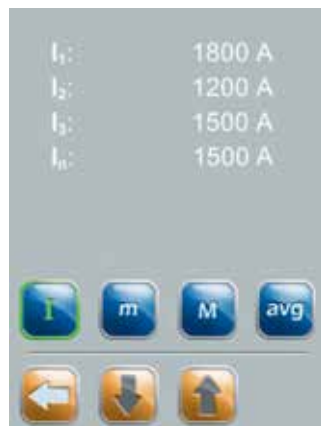 I₁: 1800 A
I₂: 1200 A
I₃: 1500 A
Iₙ: 1500 A
I m M avg